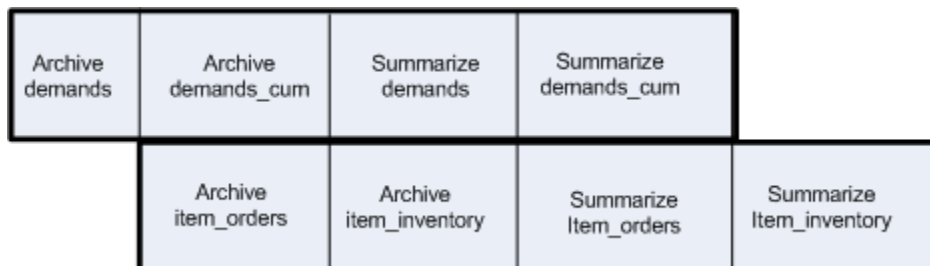 Archive
demands
Archive
demands_cum
Summarize
demands
Summarize
demands_cum
Archive
item_orders
Archive
item_inventory
Summarize
Item_orders
Summarize
Item_inventory